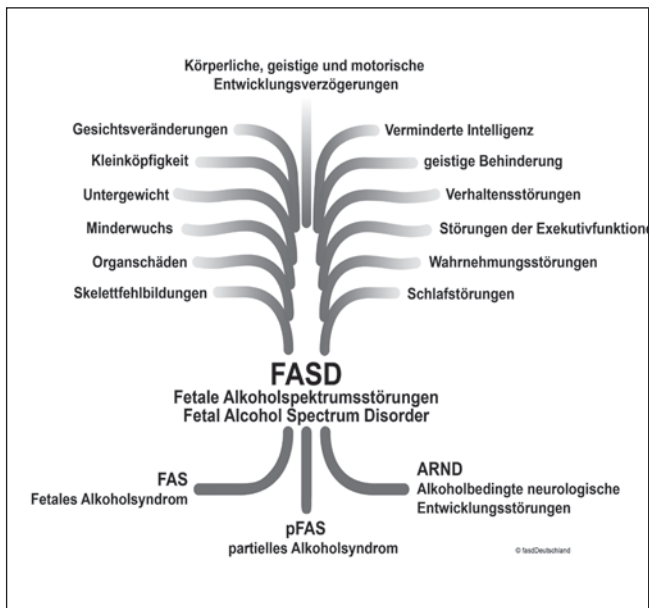 Körperliche, geistige und motorische
Entwicklungsverzögerungen
Gesichtsveränderungen
Verminderte Intelligenz
Kleinköpfigkeit
geistige Behinderung
Untergewicht
Verhaltensstörungen
Minderwuchs
Störungen der Exekutivfunktione
Organschäden
Wahrnehmungsstörungen
Skelettfehlbildungen
Schlafstörungen
FASD
Fetale Alkoholspektrumsstörungen
Fetal Alcohol Spectrum Disorder
FAS
Fetales Alkoholsyndrom
ARND
Alkoholbedingte neurologische
Entwicklungsstörungen
pFAS
partielles Alkoholsyndrom
© fasdDeutschland